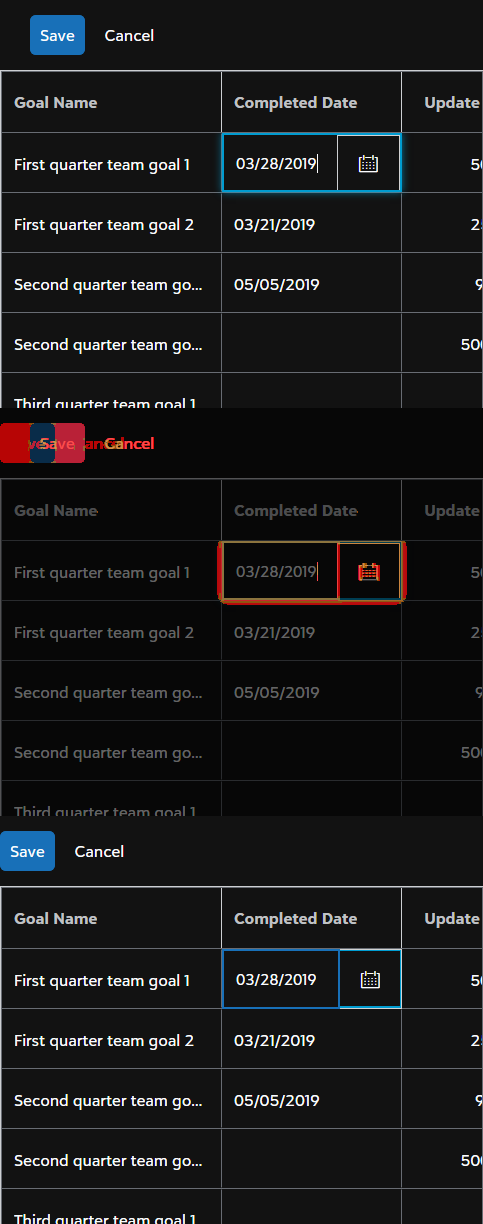 Save Cancel
Goal Name Completed Date Update
First quarter team goal 1 03/28/2019 5
First quarter team goal 2 03/21/2019 2
Second quarter team go... 05/05/2019 9
Second quarter team go... 50
Third quarter team goal 1
Save Cancel
Goal Name Completed Date Update
First quarter team goal 1 03/28/2019 5
First quarter team goal 2 03/21/2019 2
Second quarter team go... 05/05/2019 9
Second quarter team go... 500
Third quarter team goal 1
Save Cancel
Goal Name Completed Date Update
First quarter team goal 1 03/28/2019 5
First quarter team goal 2 03/21/2019 2
Second quarter team go... 05/05/2019 9
Second quarter team go... 50
Third quarter team goal 1